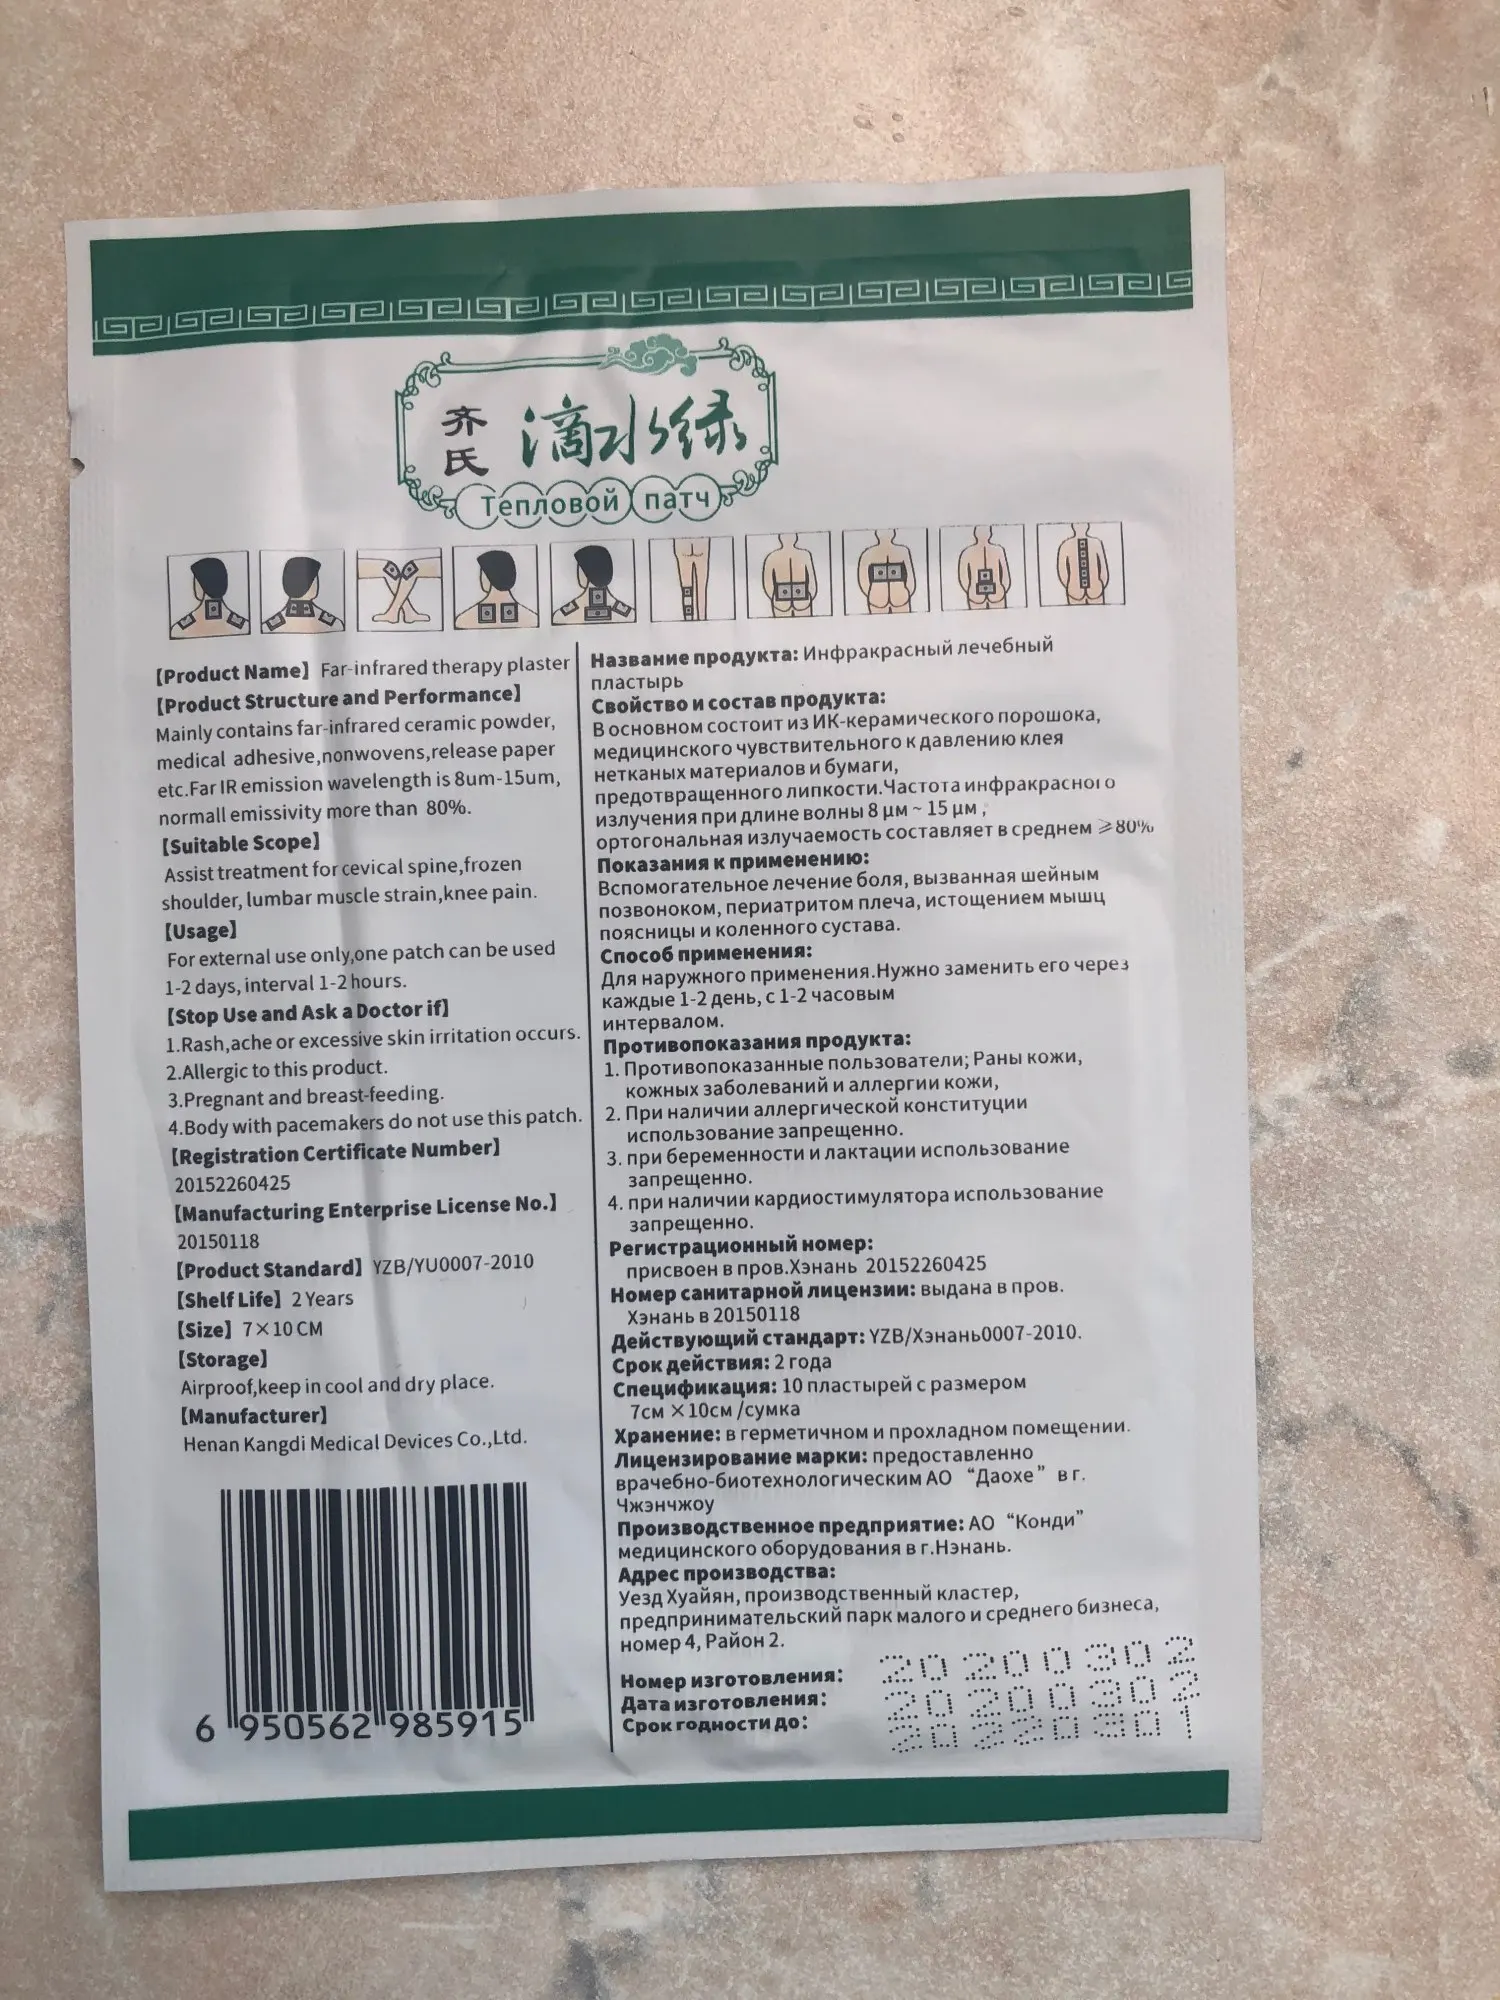 齐氏
滴水绿
Тепловой патч
【Product Name】 Far-infrared therapy plaster
【Product Structure and Performance】
Mainly contains far-infrared ceramic powder,
medical adhesive,nonwovens,release paper
etc.Far IR emission wavelength is 8um-15um,
normall emissivity more than 80%.
【Suitable Scope】
Assist treatment for cevical spine,frozen
shoulder, lumbar muscle strain,knee pain.
【Usage】
For external use only,one patch can be used
1-2 days, interval 1-2 hours.
【Stop Use and Ask a Doctor if】
1.Rash,ache or excessive skin irritation occurs.
2.Allergic to this product.
3.Pregnant and breast-feeding.
4.Body with pacemakers do not use this patch.
【Registration Certificate Number】
20152260425
【Manufacturing Enterprise License No.】
20150118
【Product Standard】 YZB/YU0007-2010
【Shelf Life】 2 Years
【Size】 7×10 CM
【Storage】
Airproof,keep in cool and dry place.
【Manufacturer】
Henan Kangdi Medical Devices Co.,Ltd.
6 950562 985915
Название продукта: Инфракрасный лечебный
пластырь
Свойство и состав продукта:
В основном состоит из ИК-керамического порошока,
медицинского чувствительного к давлению клея
нетканых материалов и бумаги,
предотвращенного липкости.Частота инфракрасного
излучения при длине волны 8 μм ~ 15 μм ;
ортогональная излучаемость составляет в среднем ⩾80%
Показания к применению:
Вспомогательное лечение боля, вызванная шейным
позвоноком, периатритом плеча, истощением мышц
поясницы и коленного сустава.
Способ применения:
Для наружного применения.Нужно заменить его через
каждые 1-2 день, с 1-2 часовым
интервалом.
Противопоказания продукта:
1. Противопоказанные пользователи; Раны кожи,
кожных заболеваний и аллергии кожи,
2. При наличии аллергической конституции
использование запрещенно.
3. при беременности и лактации использование
запрещенно.
4. при наличии кардиостимулятора использование
запрещенно.
Регистрационный номер:
присвоен в пров.Хэнань 20152260425
Номер санитарной лицензии: выдана в пров.
Хэнань в 20150118
Действующий стандарт: YZB/Хэнань0007-2010.
Срок действия: 2 года
Спецификация: 10 пластырей с размером
7см ×10см /сумка
Хранение: в герметичном и прохладном помещении.
Лицензирование марки: предоставленно
врачебно-биотехнологическим АО “Даохе” в г.
Чжэнчжоу
Производственное предприятие: АО “Конди”
медицинского оборудования в г.Нэнань.
Адрес производства:
Уезд Хуайян, производственный кластер,
предпринимательский парк малого и среднего бизнеса,
номер 4, Район 2.
Номер изготовления: 20200302
Дата изготовления: 20200302
Срок годности до: 20220301